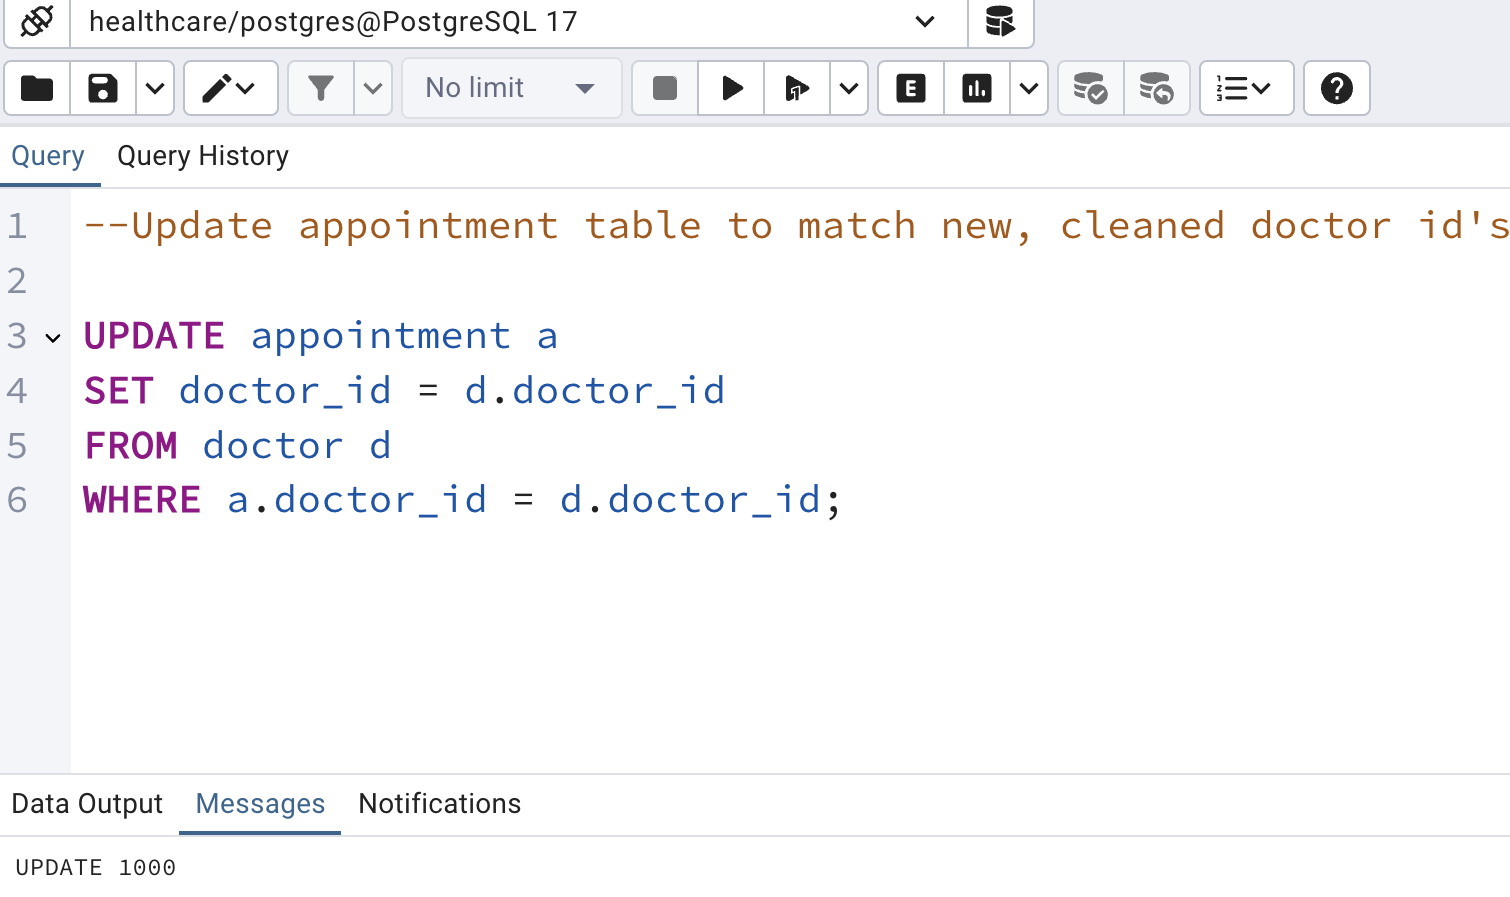 healthcare/postgres@PostgreSQL 17
No limit
E
Query Query History
1 --Update appointment table to match new, cleaned doctor id's
2
3 UPDATE appointment a
4 SET doctor_id = d.doctor_id
5 FROM doctor d
6 WHERE a.doctor_id = d.doctor_id;
Data Output Messages Notifications
UPDATE 1000